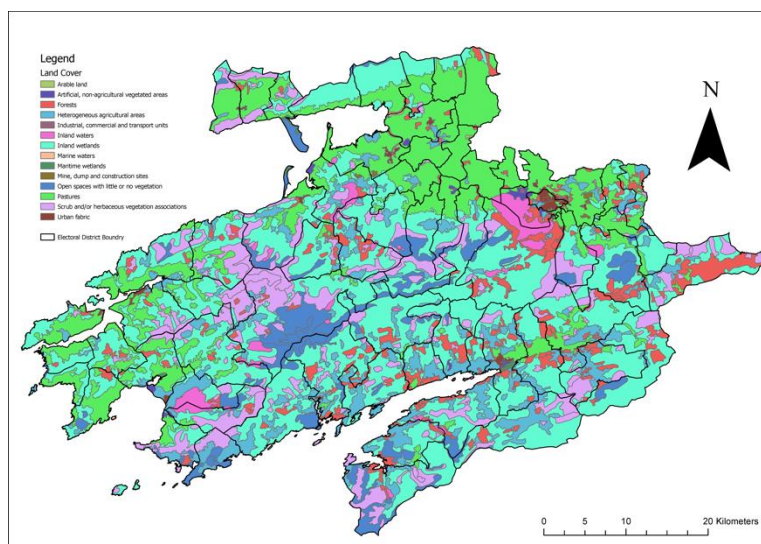 Legend
Land Cover
Arable land
Artificial, non-agricultural vegetated areas
Forests
Heterogeneous agricultural areas
Industrial, commercial and transport units
Inland waters
Inland wetlands
Marine waters
Maritime wetlands
Mine, dump and construction sites
Open spaces with little or no vegetation
Pastures
Scrub and/or herbaceous vegetation associations
Urban fabric
Electoral District Boundry
N
0 5 10 20 Kilometers